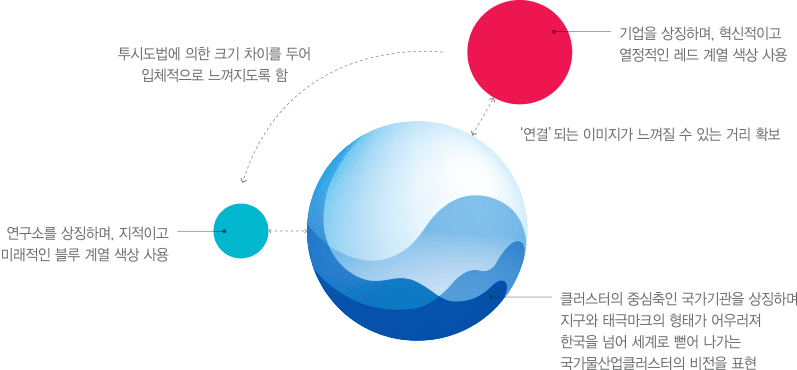 투시도법에 의한 크기 차이를 두어
입체적으로 느껴지도록 함
기업을 상징하며, 혁신적이고
열정적인 레드 계열 색상 사용
‘연결’ 되는 이미지가 느껴질 수 있는 거리 확보
연구소를 상징하며, 지적이고
미래적인 블루 계열 색상 사용
클러스터의 중심축인 국가기관을 상징하며
지구와 태극마크의 형태가 어우러져
한국을 넘어 세계로 뻗어 나가는
국가물산업클러스터의 비전을 표현